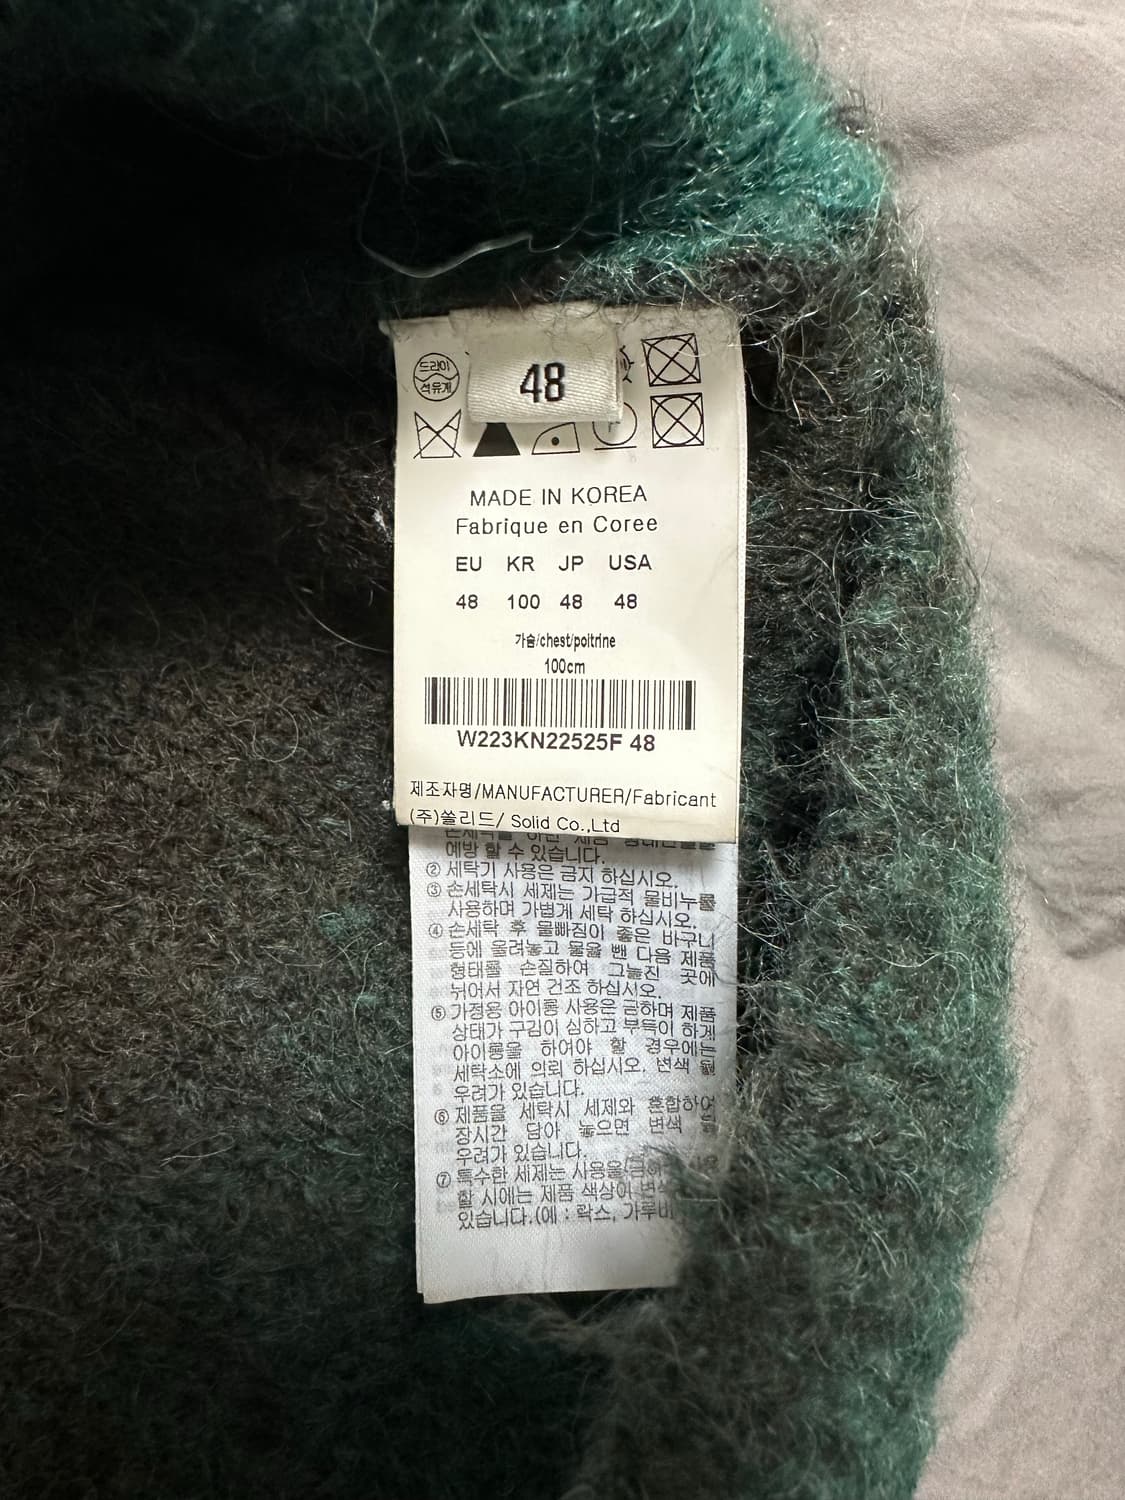 드라이
석유계
48
MADE IN KOREA
Fabrique en Coree
EU KR JP USA
48 100 48 48
가슴/chest/poitrine
100cm
W223KN22525F 48
제조자명/MANUFACTURER/Fabricant
(주)쏠리드/ Solid Co.,Ltd
예방 할 수 있습니다.
② 세탁기 사용은 금지 하십시오.
③ 손세탁시 세제는 가급적 물비누를
사용하며 가볍게 세탁 하십시오.
④ 손세탁 후 물빠짐이 좋은 바구니
등에 올려놓고 물을 뺀 다음 제품
형태를 손질하여 그늘진 곳에
뉘어서 자연 건조 하십시오.
⑤ 가정용 아이롱 사용은 금하며 제품
상태가 구김이 심하고 부득이 하게
아이롱을 하여야 할 경우에는
세탁소에 의뢰 하십시오. 변색 될
우려가 있습니다.
⑥ 제품을 세탁시 세제와 혼합하여
장시간 담아 놓으면 변색 될
우려가 있습니다.
⑦ 특수한 세제는 사용을
할 시에는 제품 색상이
있습니다.(예 : 락스,